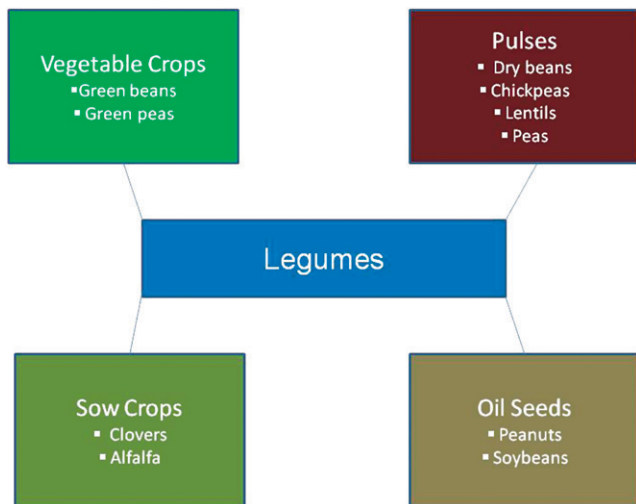 Vegetable Crops
▪Green beans
▪ Green peas
Pulses
▪ Dry beans
▪ Chickpeas
▪ Lentils
▪ Peas
Legumes
Sow Crops
▪ Clovers
▪ Alfalfa
Oil Seeds
▪ Peanuts
▪ Soybeans